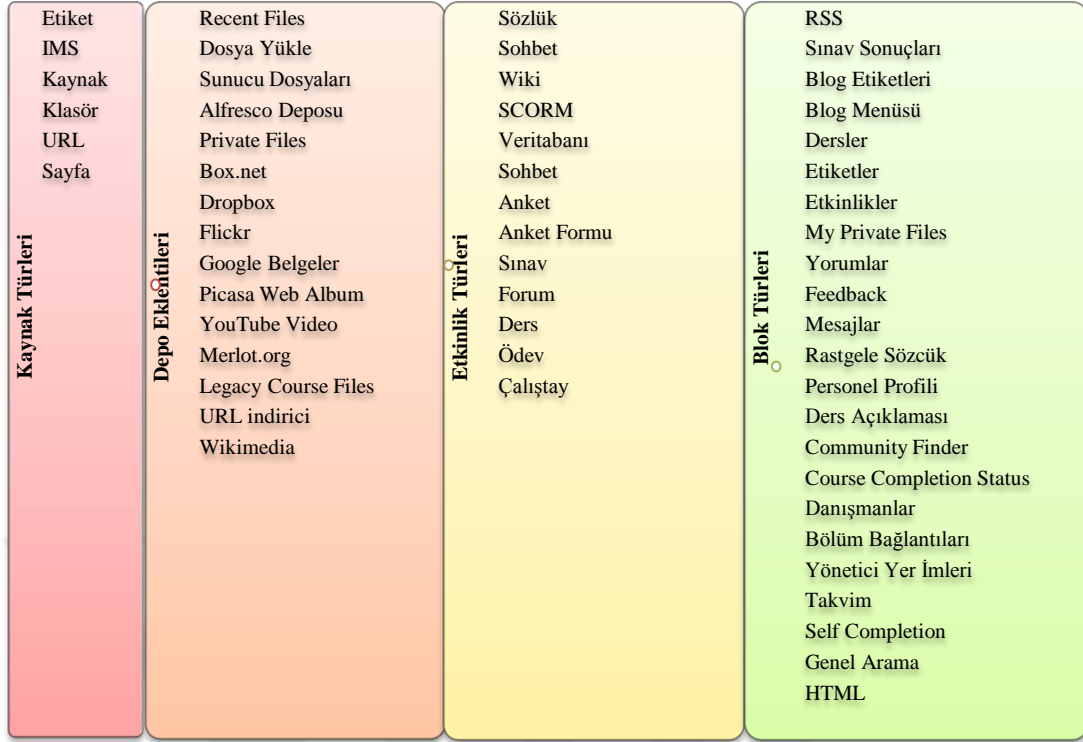 Kaynak Türleri
Etiket
IMS
Kaynak
Klasör
URL
Sayfa
Depo Eklentileri
Recent Files
Dosya Yükle
Sunucu Dosyaları
Alfresco Deposu
Private Files
Box.net
Dropbox
Flickr
Google Belgeler
Picasa Web Album
YouTube Video
Merlot.org
Legacy Course Files
URL indirici
Wikimedia
Etkinlik Türleri
Sözlük
Sohbet
Wiki
SCORM
Veritabanı
Sohbet
Anket
Anket Formu
Sınav
Forum
Ders
Ödev
Çalıştay
Blok Türleri
RSS
Sınav Sonuçları
Blog Etiketleri
Blog Menüsü
Dersler
Etiketler
Etkinlikler
My Private Files
Yorumlar
Feedback
Mesajlar
Rastgele Sözcük
Personel Profili
Ders Açıklaması
Community Finder
Course Completion Status
Danışmanlar
Bölüm Bağlantıları
Yönetici Yer İmleri
Takvim
Self Completion
Genel Arama
HTML